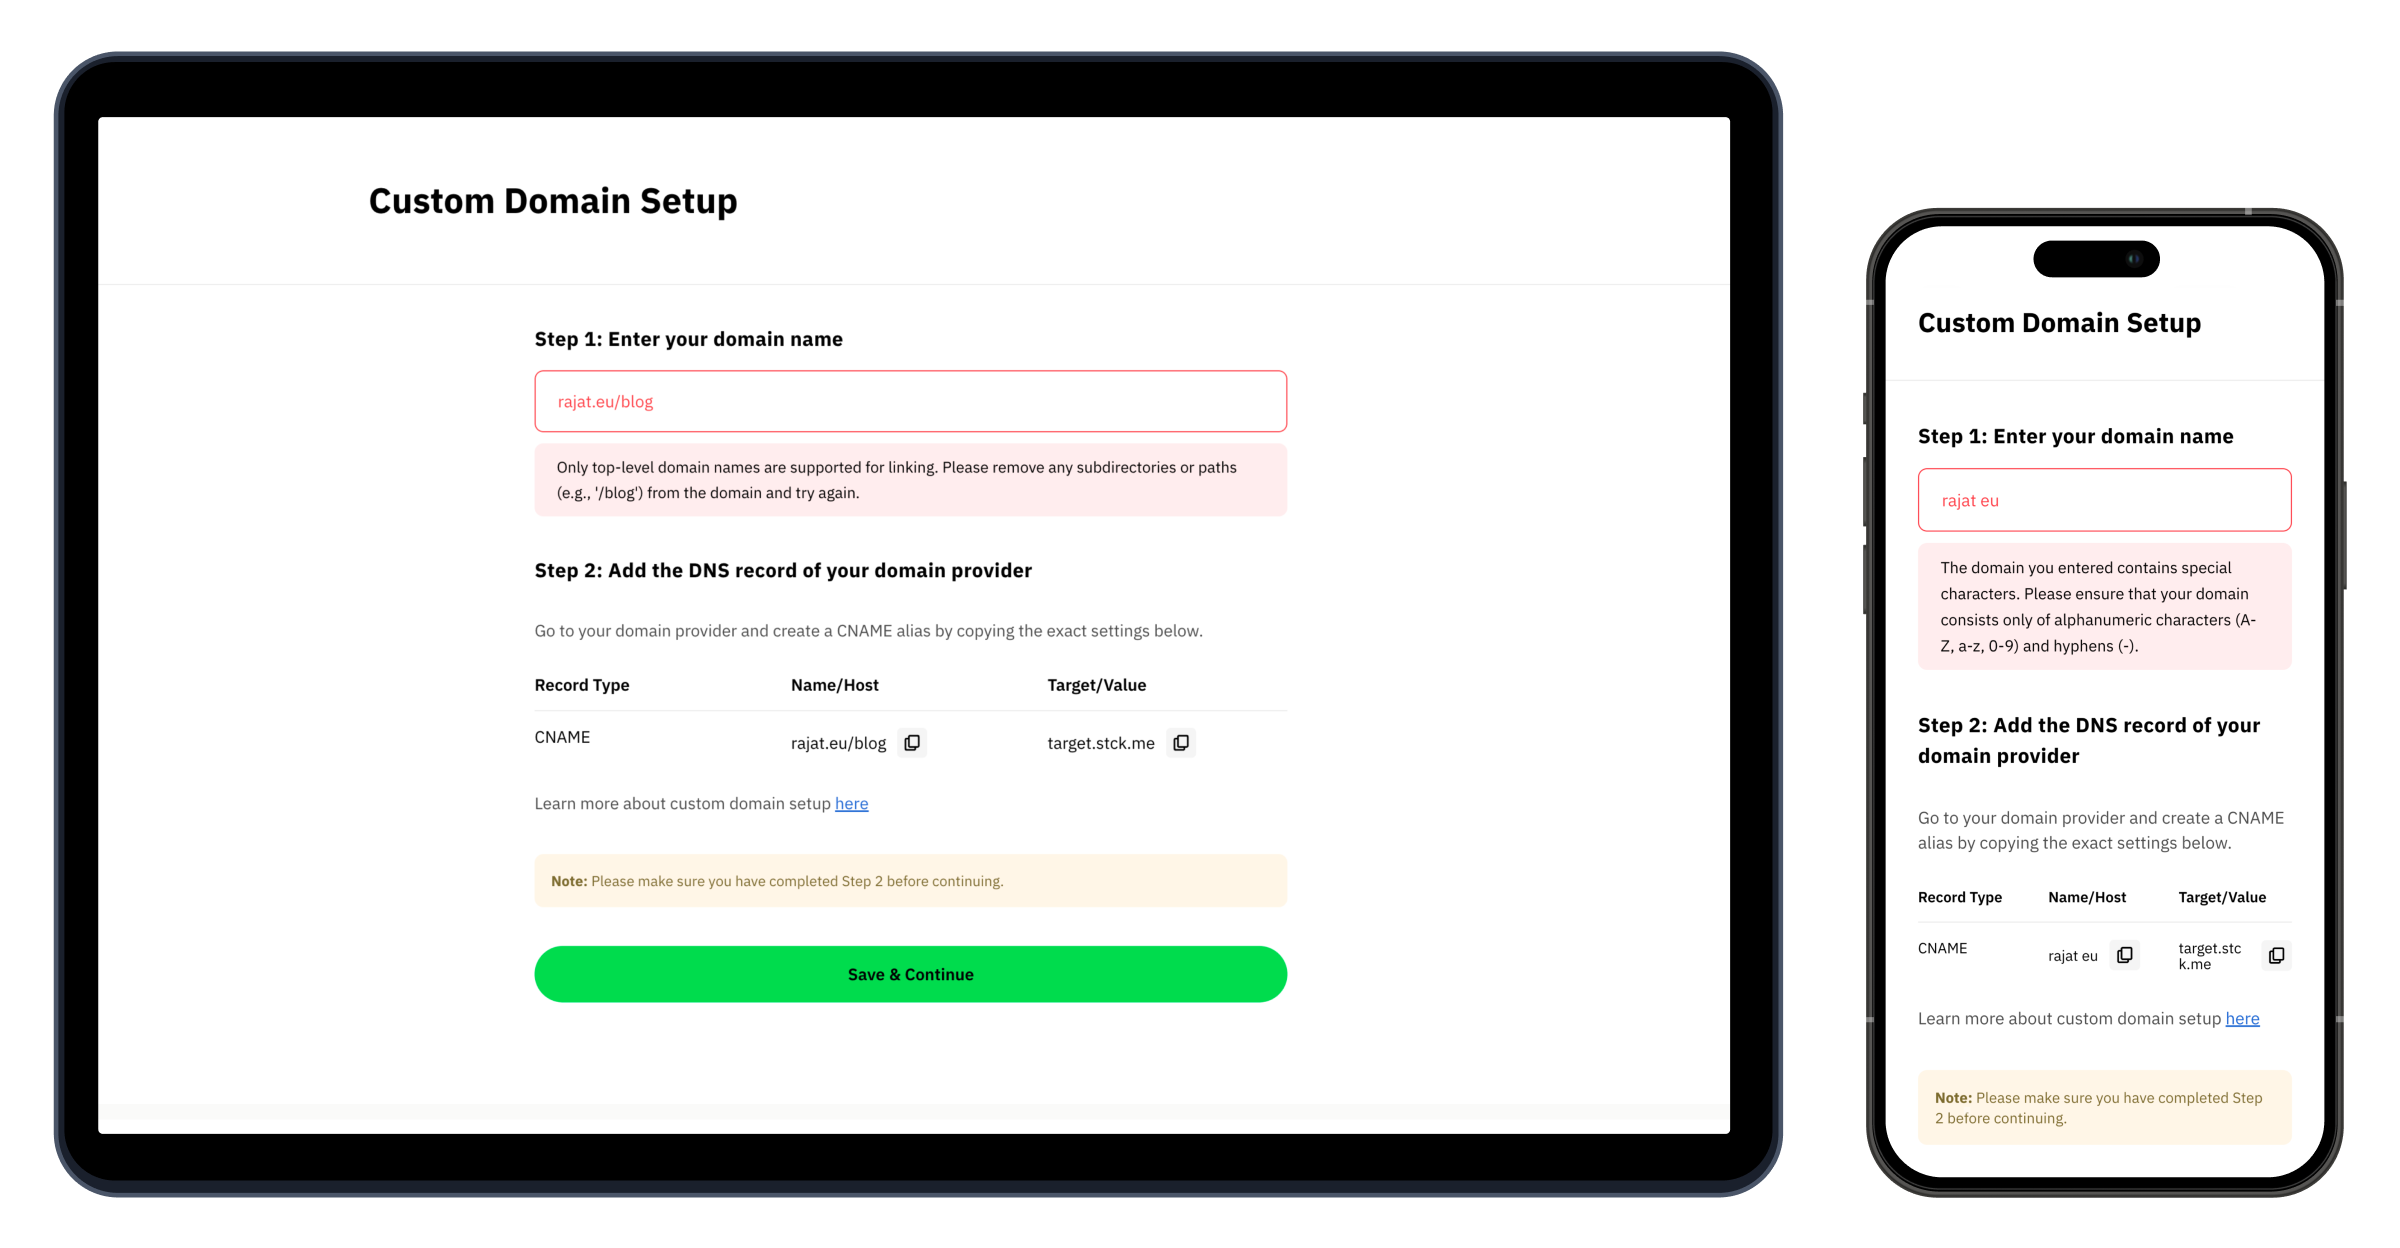 Custom Domain Setup
Step 1: Enter your domain name
rajat.eu/blog
Only top-level domain names are supported for linking. Please remove any subdirectories or paths
(e.g., '/blog') from the domain and try again.
Step 2: Add the DNS record of your domain provider
Go to your domain provider and create a CNAME alias by copying the exact settings below.
Record Type Name/Host Target/Value
CNAME rajat.eu/blog target.stck.me
Learn more about custom domain setup here
Note: Please make sure you have completed Step 2 before continuing.
Save & Continue
Custom Domain Setup
Step 1: Enter your domain name
rajat eu
The domain you entered contains special
characters. Please ensure that your domain
consists only of alphanumeric characters (A-
Z, a-z, 0-9) and hyphens (-).
Step 2: Add the DNS record of your
domain provider
Go to your domain provider and create a CNAME
alias by copying the exact settings below.
Record Type Name/Host Target/Value
CNAME rajat eu target.stc
k.me
Learn more about custom domain setup here
Note: Please make sure you have completed Step
2 before continuing.